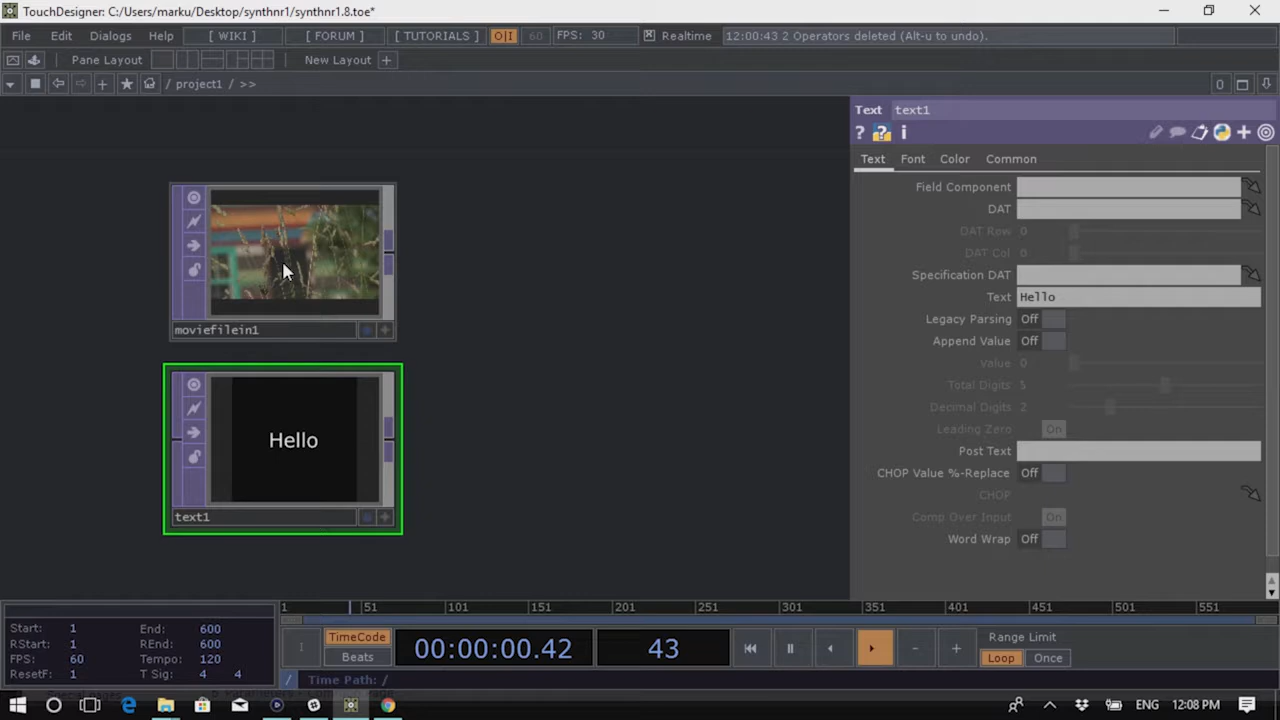 TouchDesigner: C:/Users/marku/Desktop/synthnr1/synthnr1.8.toe*
File Edit Dialogs Help [ WIKI ] [ FORUM ] [ TUTORIALS ] O|I 60 FPS: 30 Realtime 12:00:43 2 Operators deleted (Alt-u to undo).
Pane Layout New Layout +
/ project1 / >> 0
Text text1
? ? i
Text Font Color Common
Field Component
DAT
DAT Row 0
DAT Col 0
Specification DAT
Text Hello
Legacy Parsing Off
Append Value Off
Value 0
Total Digits 5
Decimal Digits 2
Leading Zero On
Post Text
CHOP Value %-Replace Off
CHOP
Comp Over Input On
Word Wrap Off
moviefilein1
Hello
text1
1 51 101 151 201 251 301 351 401 451 501 551
Start: 1 End: 600
RStart: 1 REnd: 600
FPS: 60 Tempo: 120
ResetF: 1 T Sig: 4 4
TimeCode
Beats
00:00:00.42 43
Range Limit
Loop Once
/ Time Path: /
ENG 12:08 PM